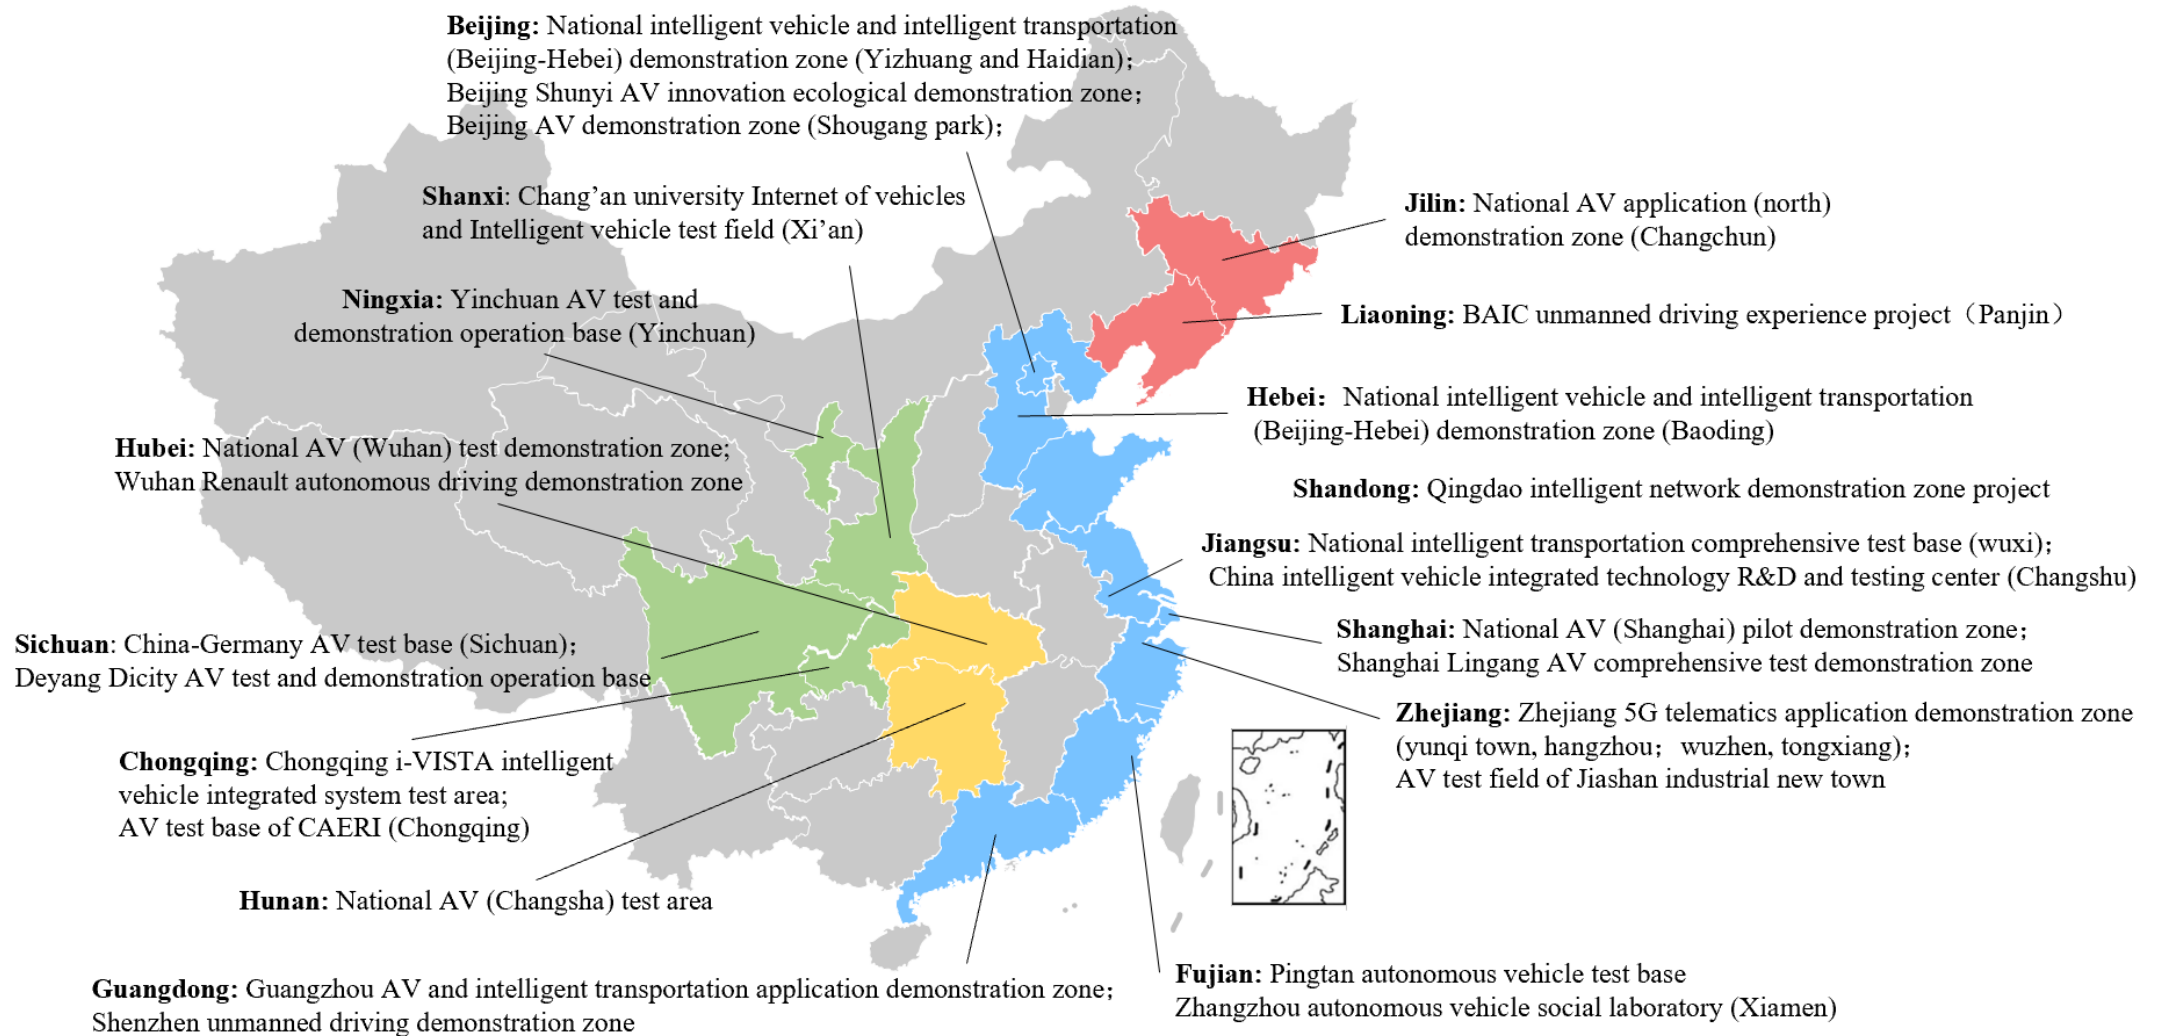 Beijing: National intelligent vehicle and intelligent transportation
(Beijing-Hebei) demonstration zone (Yizhuang and Haidian)；
Beijing Shunyi AV innovation ecological demonstration zone；
Beijing AV demonstration zone (Shougang park)；
Shanxi: Chang’an university Internet of vehicles
and Intelligent vehicle test field (Xi’an)
Jilin: National AV application (north)
demonstration zone (Changchun)
Ningxia: Yinchuan AV test and
demonstration operation base (Yinchuan)
Liaoning: BAIC unmanned driving experience project（Panjin）
Hebei： National intelligent vehicle and intelligent transportation
(Beijing-Hebei) demonstration zone (Baoding)
Hubei: National AV (Wuhan) test demonstration zone;
Wuhan Renault autonomous driving demonstration zone
Shandong: Qingdao intelligent network demonstration zone project
Jiangsu: National intelligent transportation comprehensive test base (wuxi)；
China intelligent vehicle integrated technology R&D and testing center (Changshu)
Sichuan: China-Germany AV test base (Sichuan)；
Deyang Dicity AV test and demonstration operation base
Shanghai: National AV (Shanghai) pilot demonstration zone；
Shanghai Lingang AV comprehensive test demonstration zone
Zhejiang: Zhejiang 5G telematics application demonstration zone
(yunqi town, hangzhou； wuzhen, tongxiang)；
AV test field of Jiashan industrial new town
Chongqing: Chongqing i-VISTA intelligent
vehicle integrated system test area;
AV test base of CAERI (Chongqing)
Hunan: National AV (Changsha) test area
Fujian: Pingtan autonomous vehicle test base
Zhangzhou autonomous vehicle social laboratory (Xiamen)
Guangdong: Guangzhou AV and intelligent transportation application demonstration zone；
Shenzhen unmanned driving demonstration zone